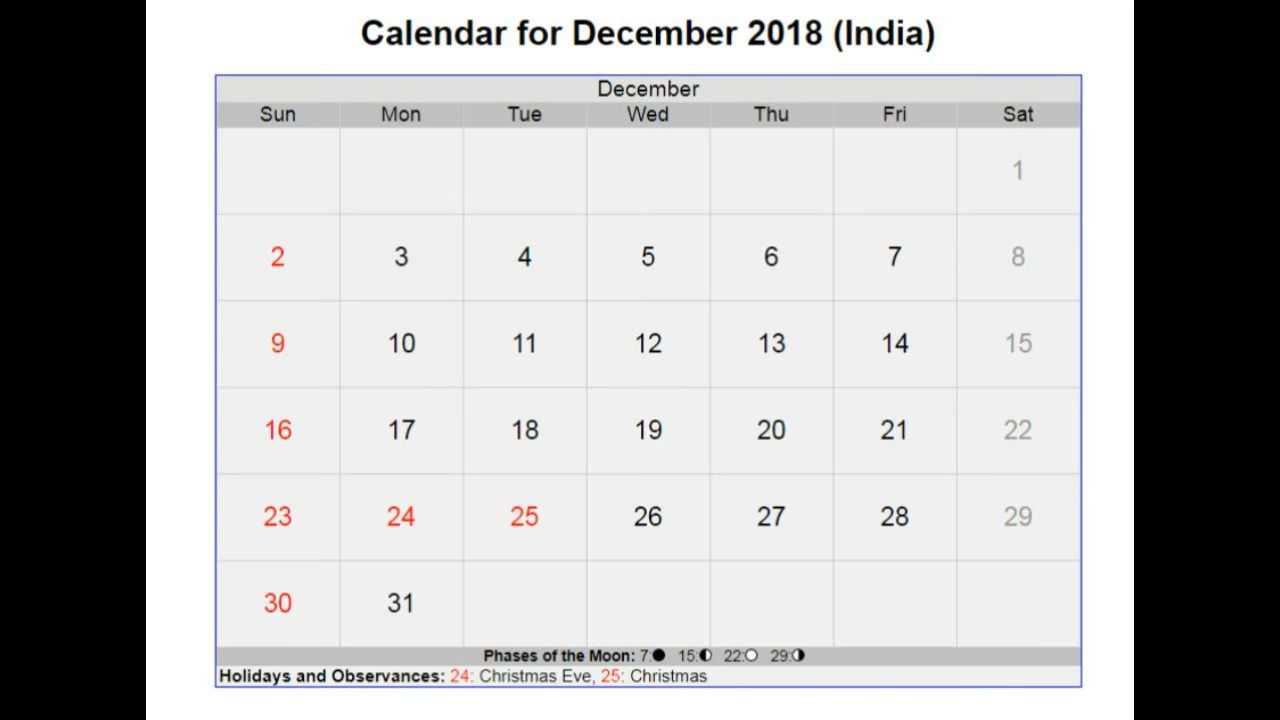 Calendar for December 2018 (India)
December
Sun Mon Tue Wed Thu Fri Sat
1
2 3 4 5 6 7 8
9 10 11 12 13 14 15
16 17 18 19 20 21 22
23 24 25 26 27 28 29
30 31
Phases of the Moon: 7: 15: 22: 29:
Holidays and Observances: 24: Christmas Eve, 25: Christmas